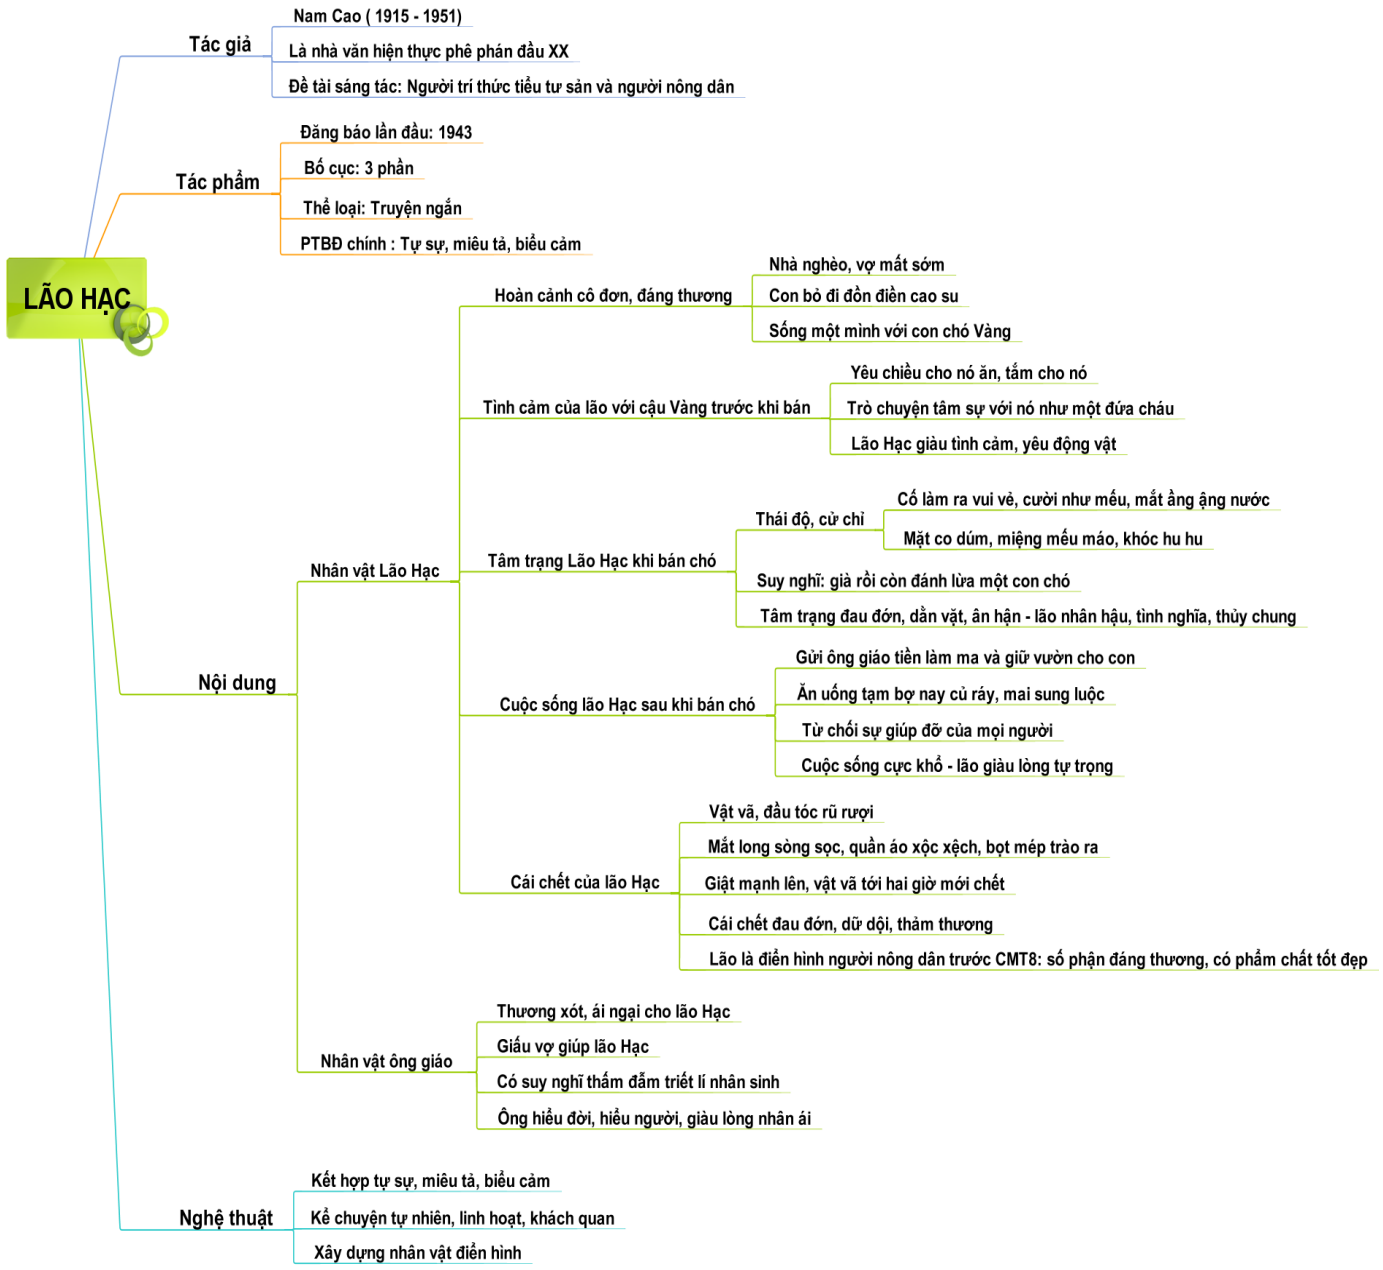 LÃO HẠC
Tác giả
Nam Cao ( 1915 - 1951)
Là nhà văn hiện thực phê phán đầu XX
Đề tài sáng tác: Người trí thức tiểu tư sản và người nông dân
Tác phẩm
Đăng báo lần đầu: 1943
Bố cục: 3 phần
Thể loại: Truyện ngắn
PTBĐ chính : Tự sự, miêu tả, biểu cảm
Nội dung
Nhân vật Lão Hạc
Hoàn cảnh cô đơn, đáng thương
Nhà nghèo, vợ mất sớm
Con bỏ đi đồn điền cao su
Sống một mình với con chó Vàng
Tình cảm của lão với cậu Vàng trước khi bán
Yêu chiều cho nó ăn, tắm cho nó
Trò chuyện tâm sự với nó như một đứa cháu
Lão Hạc giàu tình cảm, yêu động vật
Tâm trạng Lão Hạc khi bán chó
Thái độ, cử chỉ
Cố làm ra vui vẻ, cười như mếu, mắt ầng ậng nước
Mặt co dúm, miệng mếu máo, khóc hu hu
Suy nghĩ: già rồi còn đánh lừa một con chó
Tâm trạng đau đớn, dằn vặt, ân hận - lão nhân hậu, tình nghĩa, thủy chung
Cuộc sống lão Hạc sau khi bán chó
Gửi ông giáo tiền làm ma và giữ vườn cho con
Ăn uống tạm bợ nay củ ráy, mai sung luộc
Từ chối sự giúp đỡ của mọi người
Cuộc sống cực khổ - lão giàu lòng tự trọng
Cái chết của lão Hạc
Vật vã, đầu tóc rũ rượi
Mắt long sòng sọc, quần áo xộc xệch, bọt mép trào ra
Giật mạnh lên, vật vã tới hai giờ mới chết
Cái chết đau đớn, dữ dội, thảm thương
Lão là điển hình người nông dân trước CMT8: số phận đáng thương, có phẩm chất tốt đẹp
Nhân vật ông giáo
Thương xót, ái ngại cho lão Hạc
Giấu vợ giúp lão Hạc
Có suy nghĩ thấm đẫm triết lí nhân sinh
Ông hiểu đời, hiểu người, giàu lòng nhân ái
Nghệ thuật
Kết hợp tự sự, miêu tả, biểu cảm
Kể chuyện tự nhiên, linh hoạt, khách quan
Xây dựng nhân vật điển hình